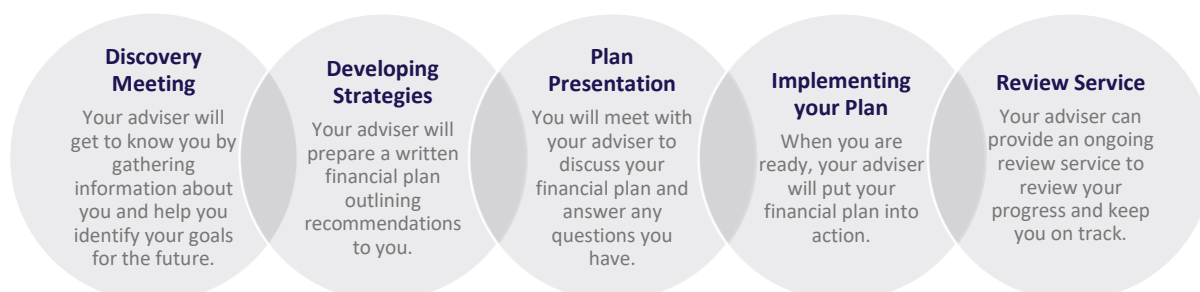 Discovery
Meeting
Your adviser will
get to know you by
gathering
information about
you and help you
identify your goals
for the future.
Developing
Strategies
Your adviser will
prepare a written
financial plan
outlining
recommendations
to you.
Plan
Presentation
You will meet with
your adviser to
discuss your
financial plan and
answer any
questions you
have.
Implementing
your Plan
When you are
ready, your adviser
will put your
financial plan into
action.
Review Service
Your adviser can
provide an ongoing
review service to
review your
progress and keep
you on track.